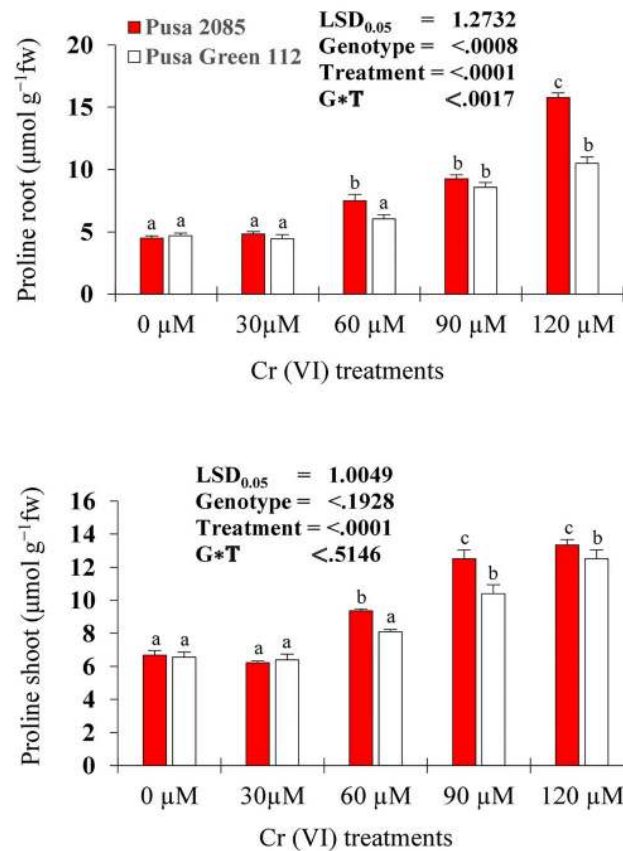 Pusa 2085
Pusa Green 112
LSD0.05 = 1.2732
Genotype = <.0008
Treatment = <.0001
G*T <.0017
Proline root (µmol g−1fw)
20
15
10
5
0
a a a a b a b b c b
0 µM 30µM 60 µM 90 µM 120 µM
Cr (VI) treatments
LSD0.05 = 1.0049
Genotype = <.1928
Treatment = <.0001
G*T <.5146
Proline shoot (µmol g−1fw)
16
14
12
10
8
6
4
2
0
a a a a b a c b c b
0 µM 30µM 60 µM 90 µM 120 µM
Cr (VI) treatments